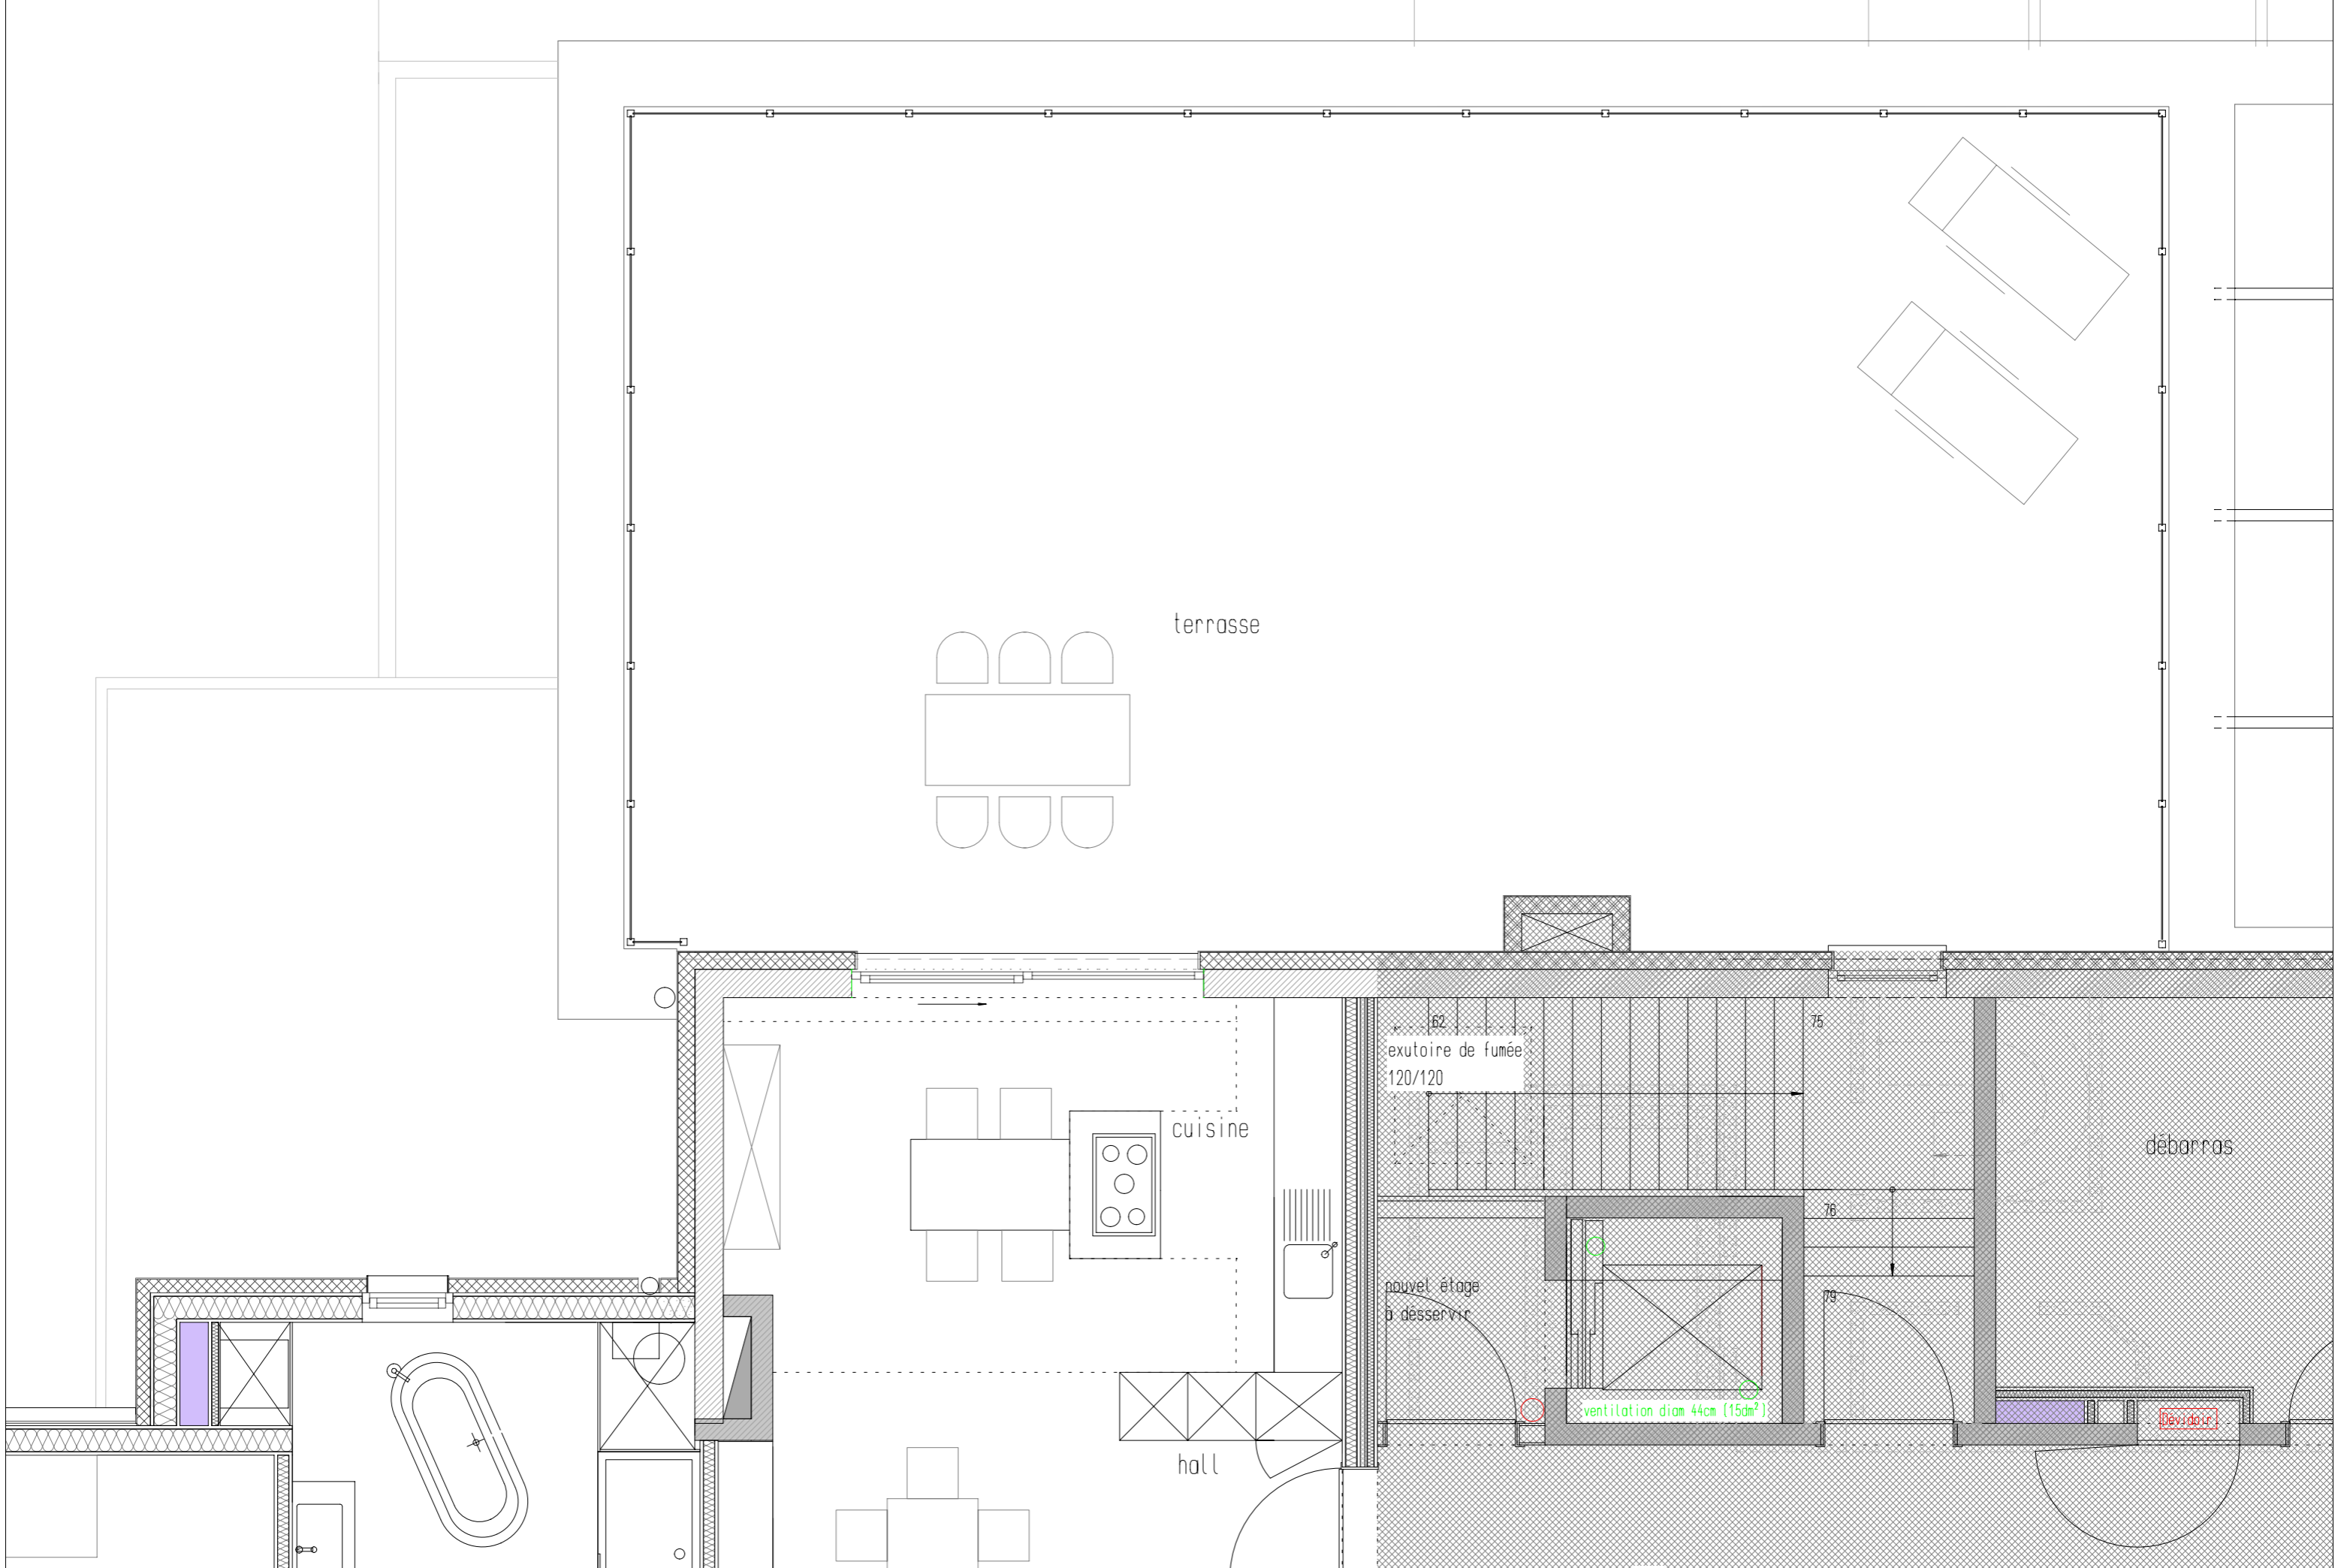 terrasse
62
75
exutoire de fumée
120/120
cuisine
débarras
76
nouvel étage
à désservir
79
ventilation diam 44cm (15dm²)
Dévidoir
hall